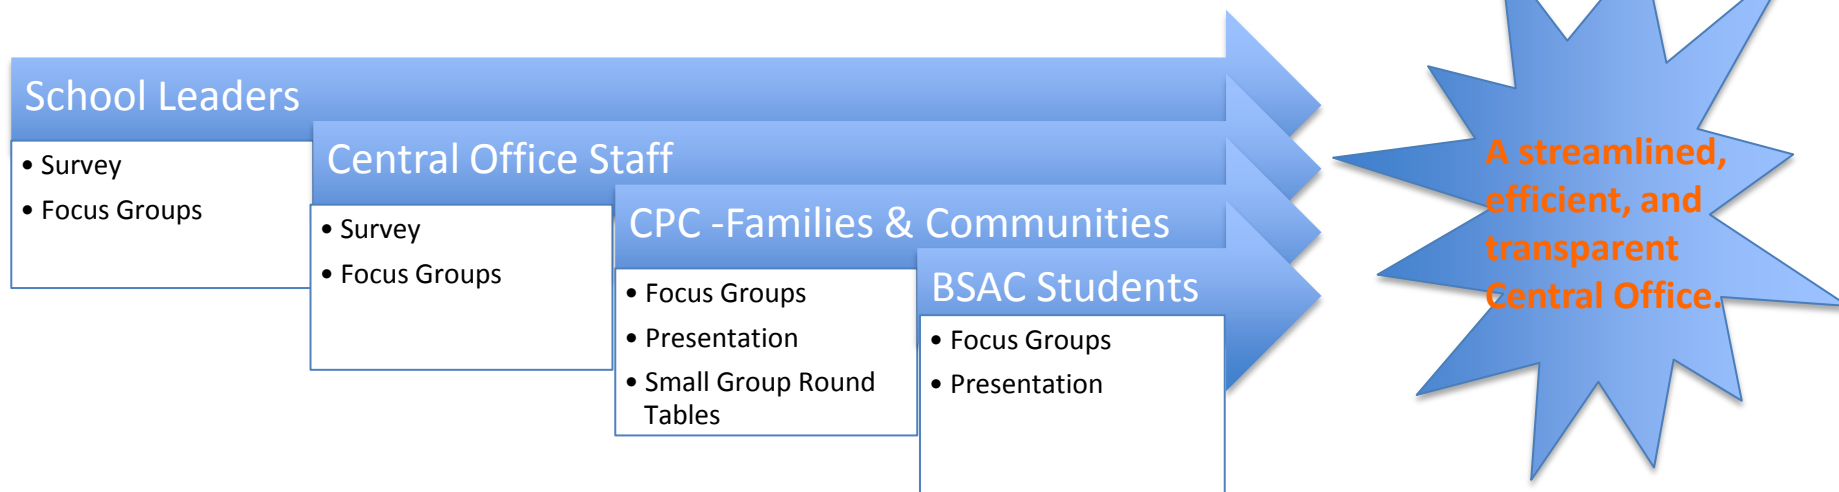 School Leaders
• Survey
• Focus Groups
Central Office Staff
• Survey
• Focus Groups
CPC -Families & Communities
• Focus Groups
• Presentation
• Small Group Round
Tables
BSAC Students
• Focus Groups
• Presentation
A streamlined,
efficient, and
transparent
Central Office.